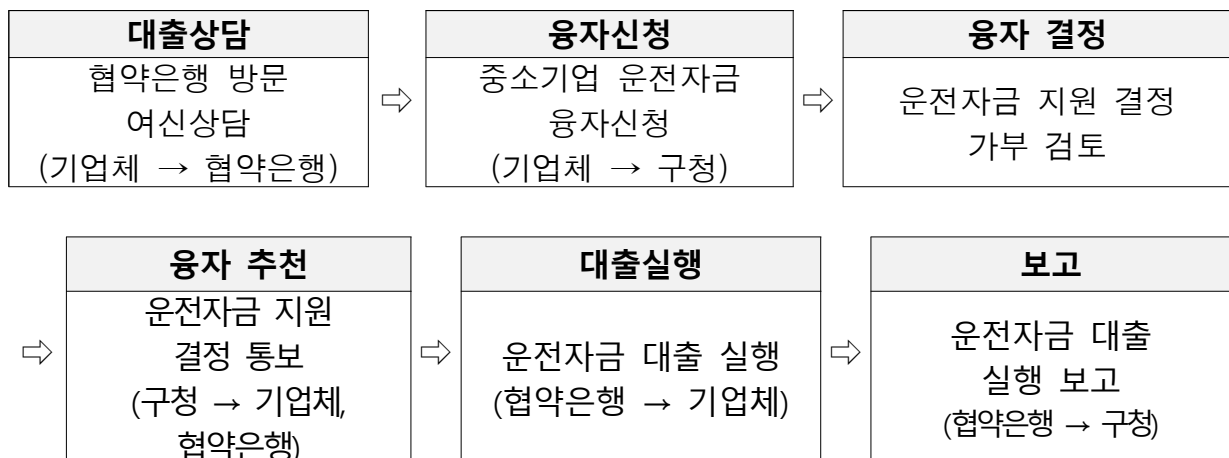 대출상담
협약은행 방문
여신상담
(기업체 → 협약은행)
⇨
융자신청
중소기업 운전자금
융자신청
(기업체 → 구청)
⇨
융자 결정
운전자금 지원 결정
가부 검토
⇨
융자 추천
운전자금 지원
결정 통보
(구청 → 기업체,
협약은행)
⇨
대출실행
운전자금 대출 실행
(협약은행 → 기업체)
⇨
보고
운전자금 대출
실행 보고
(협약은행 → 구청)